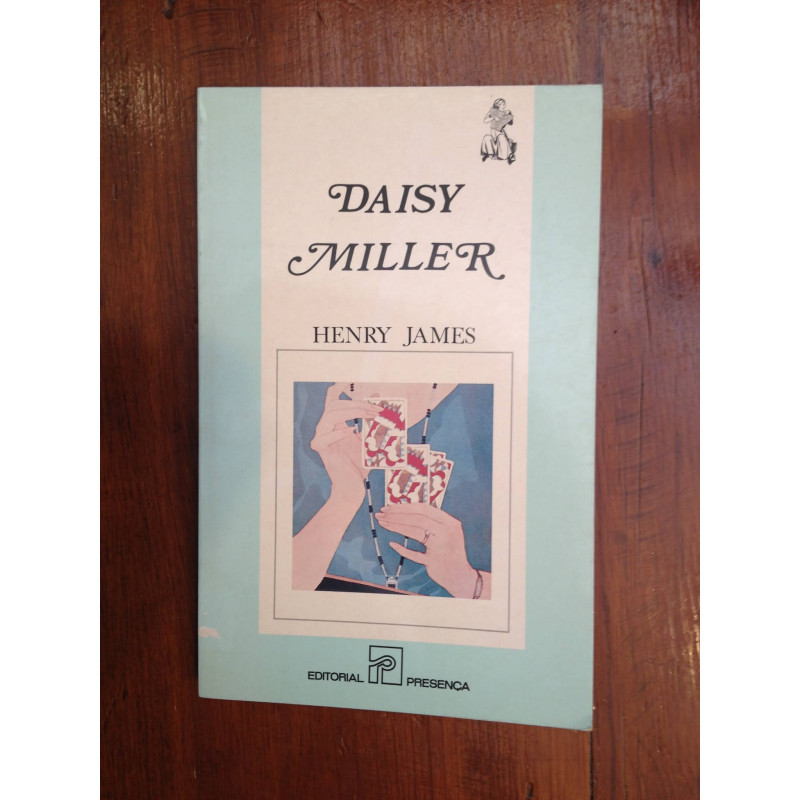 DAISY
MILLER
HENRY JAMES
EDITORIAL PRESENÇA